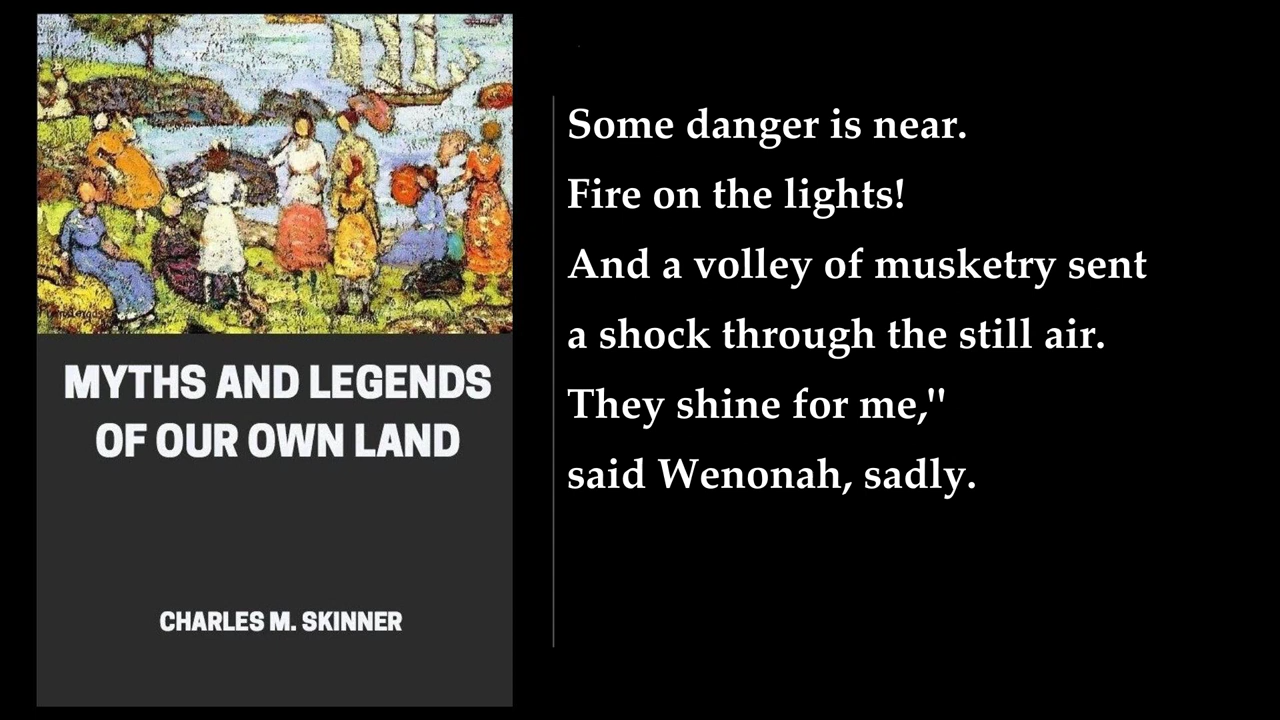 MYTHS AND LEGENDS
OF OUR OWN LAND
CHARLES M. SKINNER
Some danger is near.
Fire on the lights!
And a volley of musketry sent
a shock through the still air.
They shine for me,"
said Wenonah, sadly.